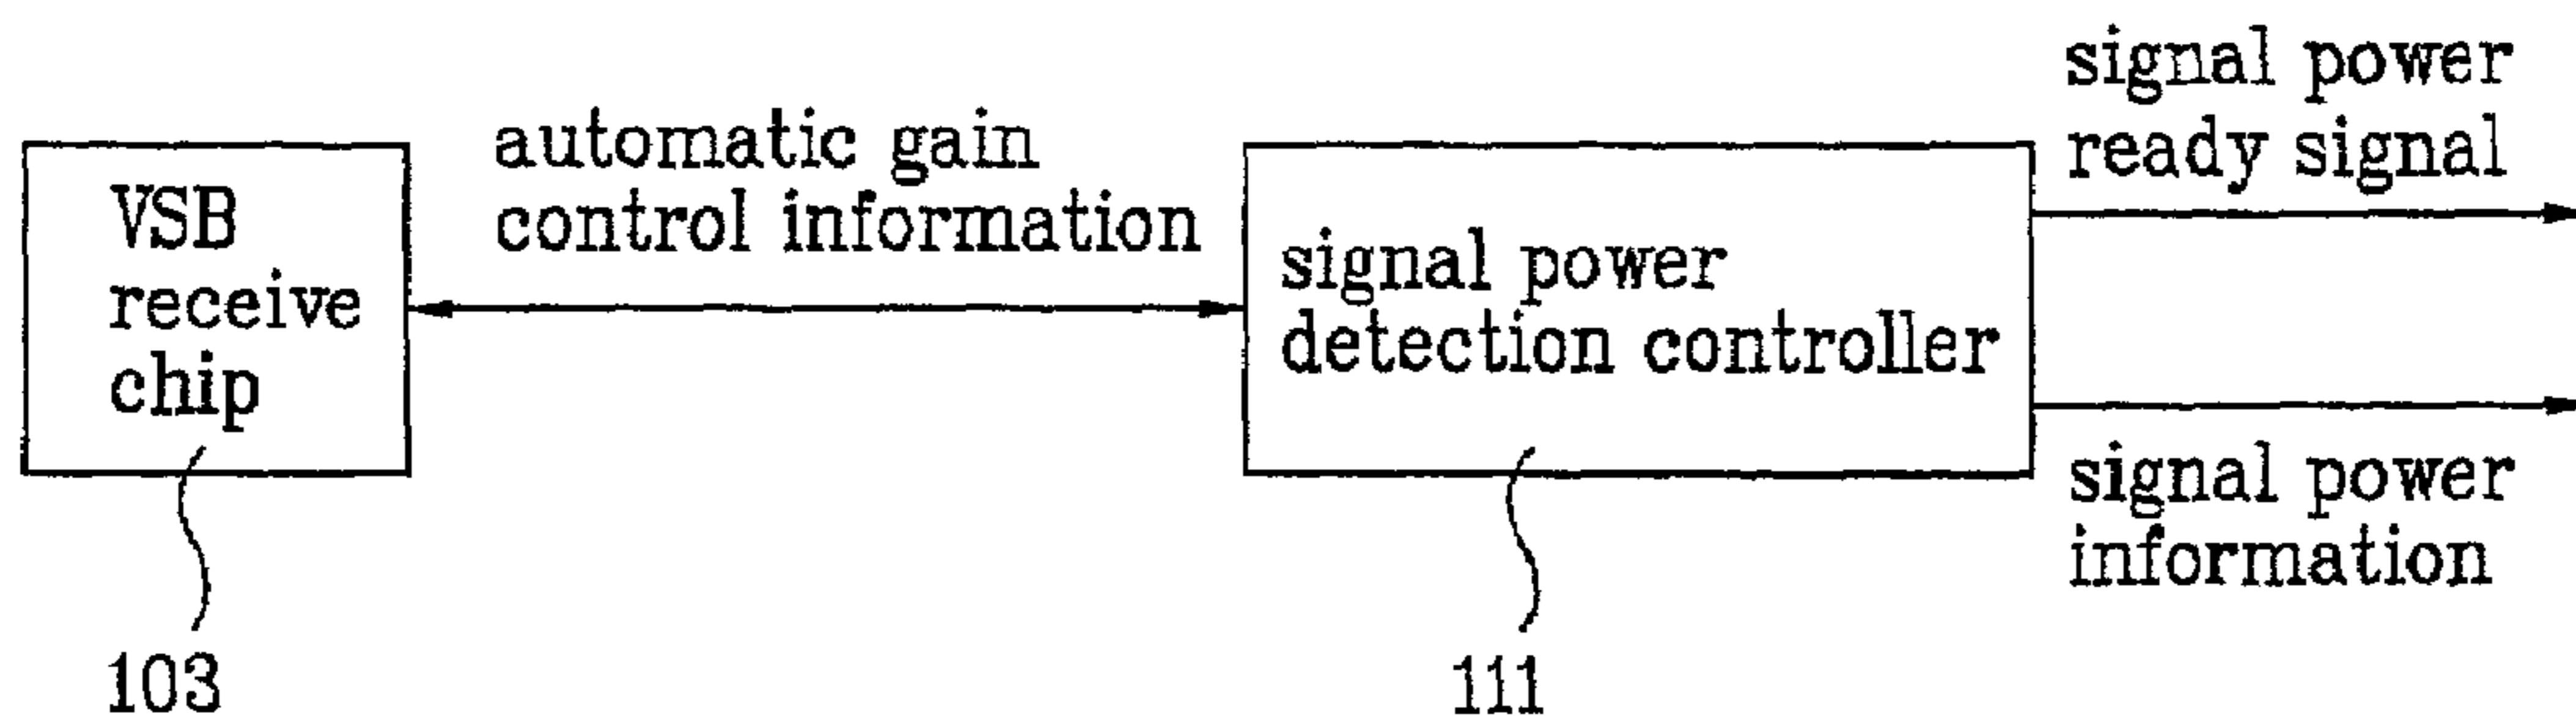 VSB
receive
chip
automatic gain
control information
signal power
detection controller
signal power
ready signal
signal power
information
103
111